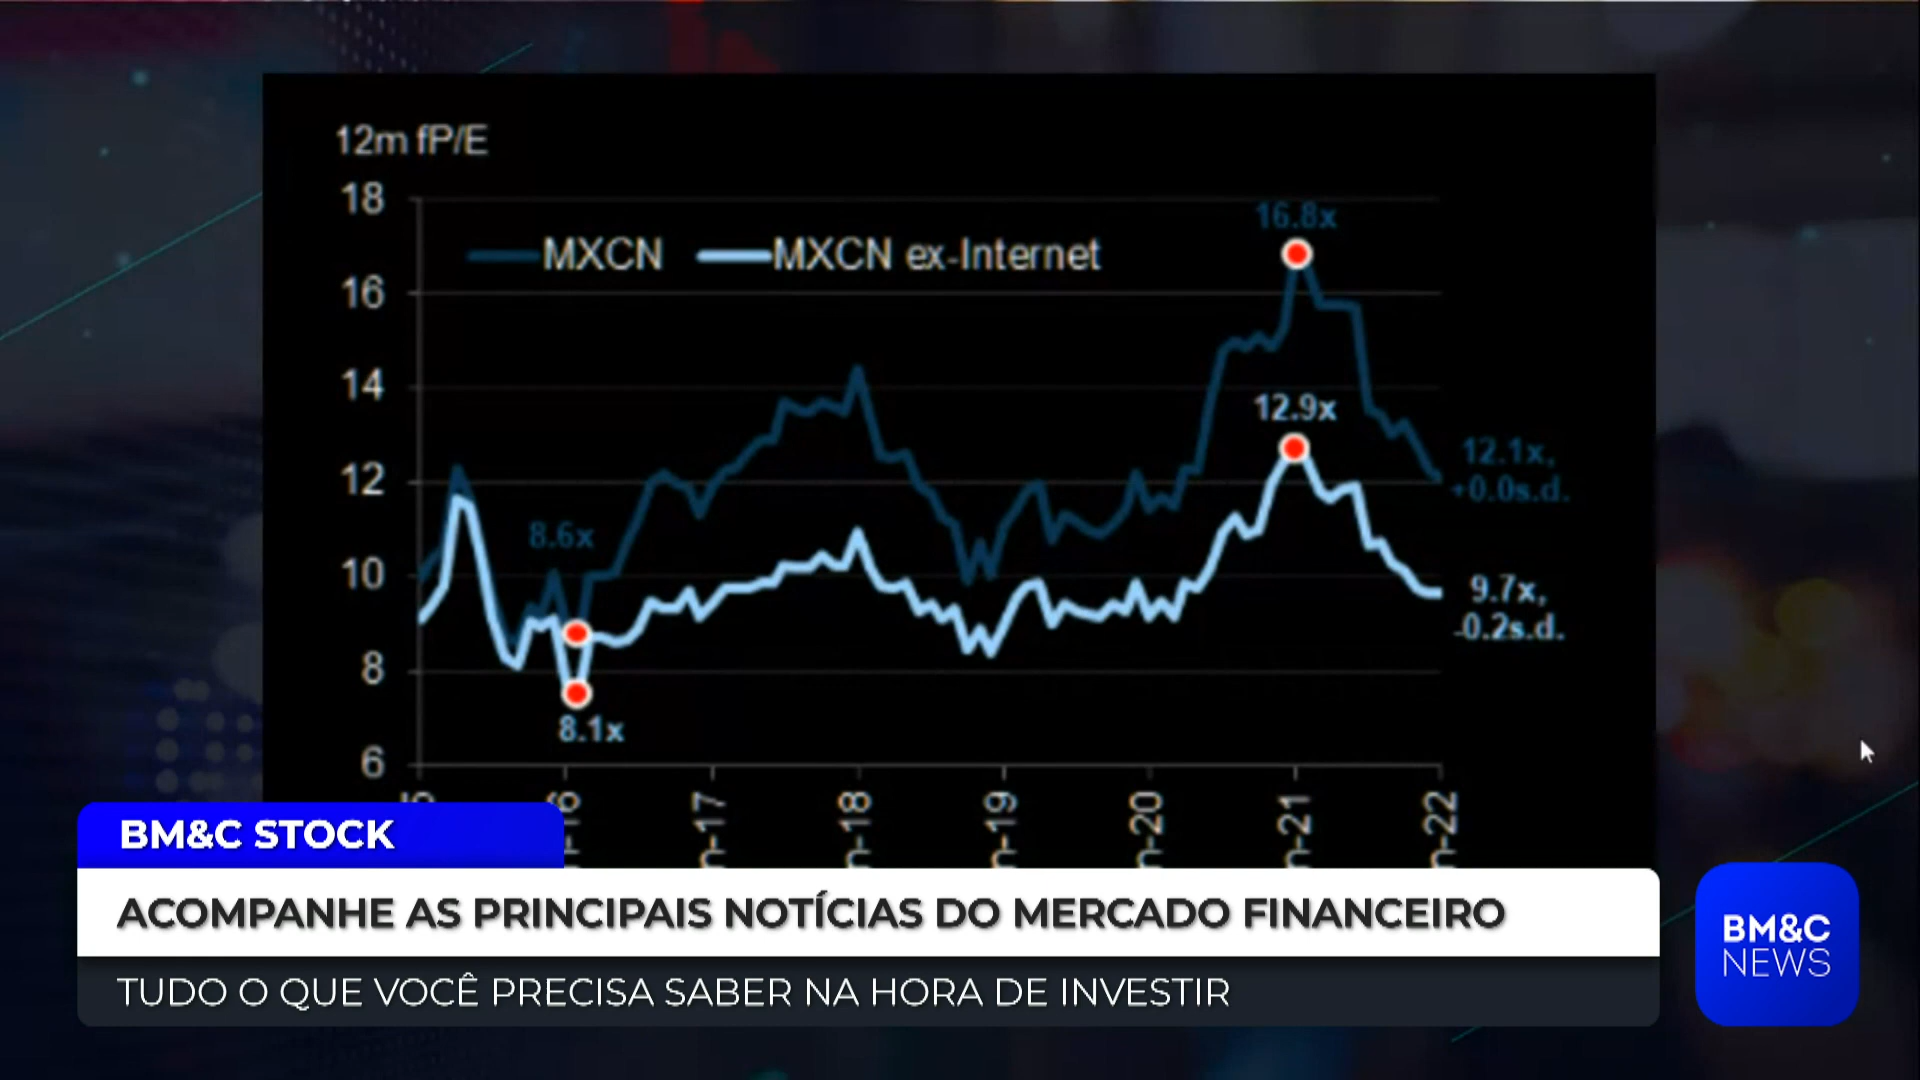 12m fP/E
18
16.8x
MXCN MXCN ex-Internet
16
14
12.9x
12
12.1x,
+0.0s.d.
8.6x
10
9.7x,
-0.2s.d.
8
8.1x
6
n-17
n-18
n-19
n-20
n-21
n-22
BM&C STOCK
ACOMPANHE AS PRINCIPAIS NOTÍCIAS DO MERCADO FINANCEIRO
TUDO O QUE VOCÊ PRECISA SABER NA HORA DE INVESTIR
BM&C
NEWS